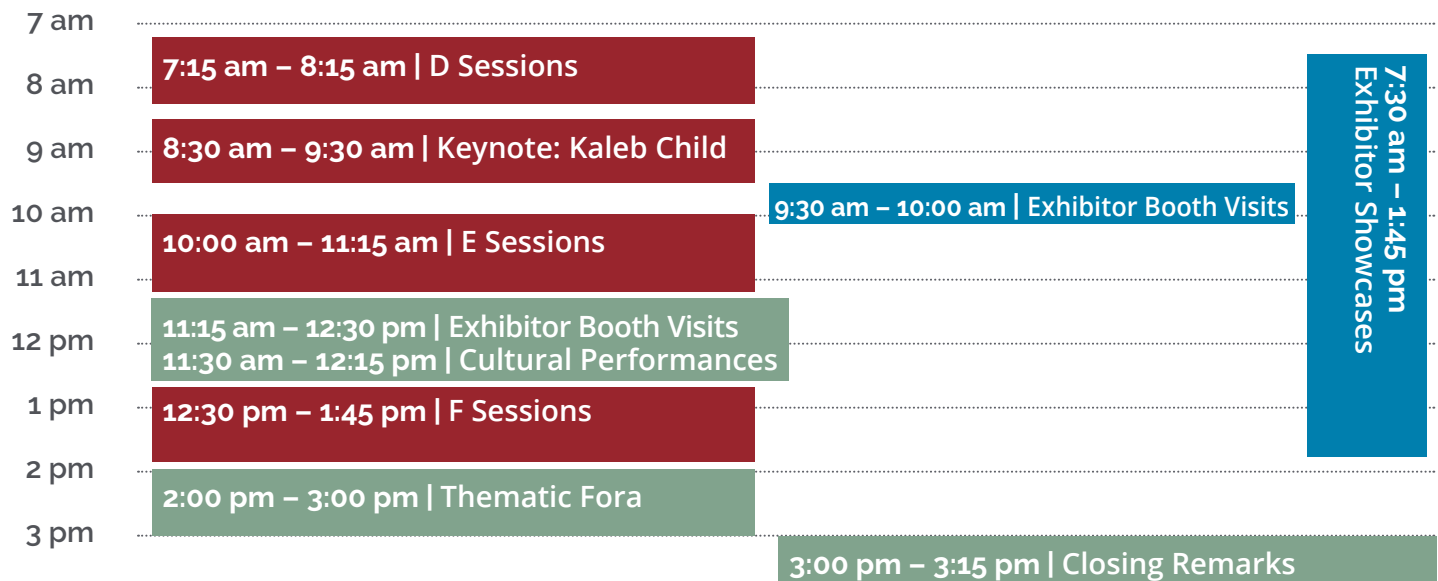 7 am
7:15 am – 8:15 am | D Sessions
8 am
8:30 am – 9:30 am | Keynote: Kaleb Child
9 am
9:30 am – 10:00 am | Exhibitor Booth Visits
10 am
10:00 am – 11:15 am | E Sessions
11 am
11:15 am – 12:30 pm | Exhibitor Booth Visits
12 pm
11:30 am – 12:15 pm | Cultural Performances
1 pm
12:30 pm – 1:45 pm | F Sessions
2 pm
2:00 pm – 3:00 pm | Thematic Fora
3 pm
3:00 pm – 3:15 pm | Closing Remarks
7:30 am – 1:45 pm
Exhibitor Showcases